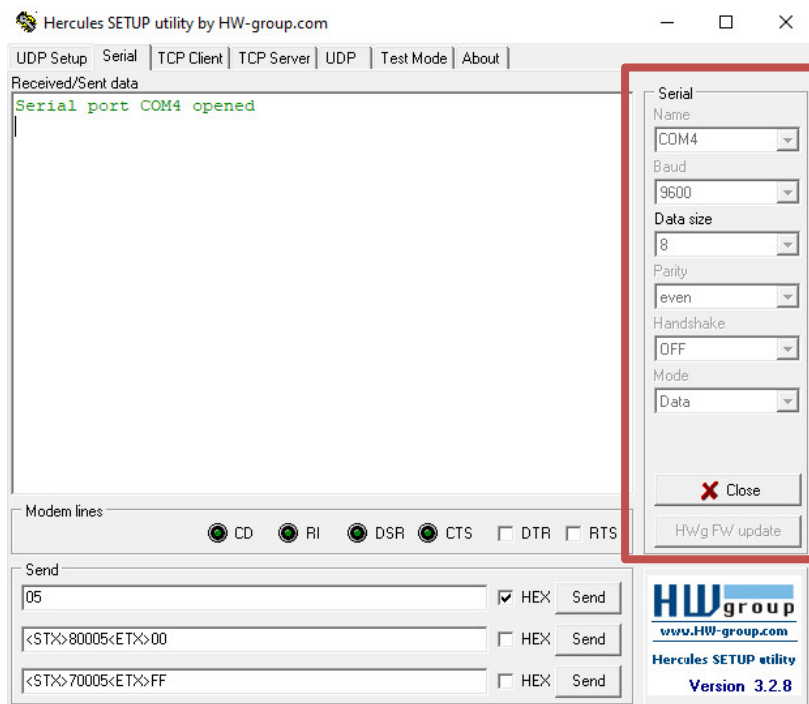 Hercules SETUP utility by HW-group.com
UDP Setup Serial TCP Client TCP Server UDP Test Mode About
Received/Sent data
Serial port COM4 opened
Serial
Name
COM4
Baud
9600
Data size
8
Parity
even
Handshake
OFF
Mode
Data
Close
HWg FW update
Modem lines
CD RI DSR CTS DTR RTS
Send
05 HEX Send
<STX>80005<ETX>00 HEX Send
<STX>70005<ETX>FF HEX Send
HWgroup
www.HW-group.com
Hercules SETUP utility
Version 3.2.8